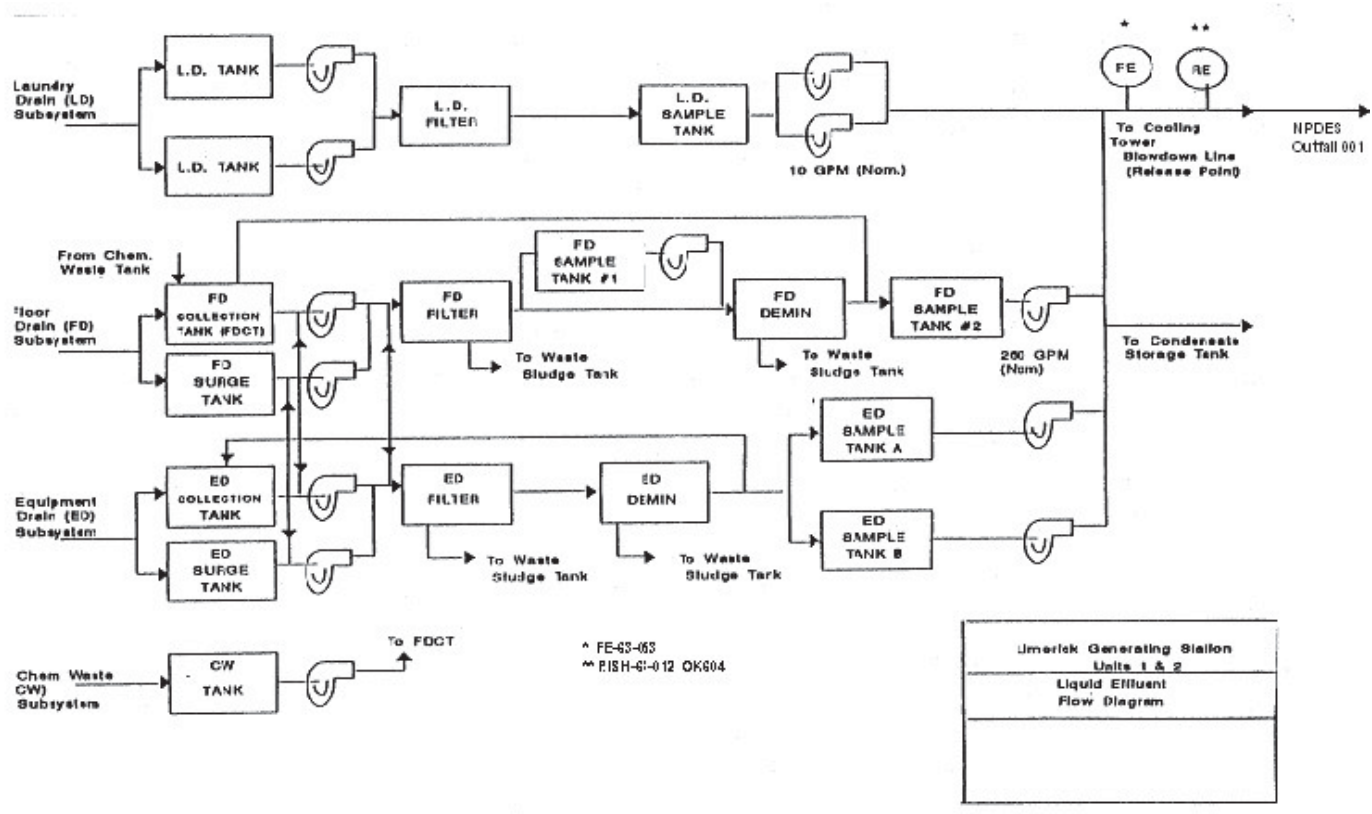 *
**
FE
RE
Laundry
Drain (LD)
Subsystem
L.D. TANK
L.D. TANK
L.D.
FILTER
L.D.
SAMPLE
TANK
10 GPM (Nom.)
To Cooling
Tower
Blowdown Line
(Release Point)
NPDES
Outfall 001
From Chem.
Waste Tank
Floor
Drain (FD)
Subsystem
FD
COLLECTION
TANK (FDCT)
FD
SURGE
TANK
FD
FILTER
To Waste
Sludge Tank
FD
SAMPLE
TANK #1
FD
DEMIN
To Waste
Sludge Tank
FD
SAMPLE
TANK #2
260 GPM
(Nom)
To Condensate
Storage Tank
Equipment
Drain (ED)
Subsystem
ED
COLLECTION
TANK
ED
SURGE
TANK
ED
FILTER
To Waste
Sludge Tank
ED
DEMIN
To Waste
Sludge Tank
ED
SAMPLE
TANK A
ED
SAMPLE
TANK B
Chem Waste
CW)
Subsystem
CW
TANK
To FDCT
* FE-63-053
Limerick Generating Station
Units 1 & 2
Liquid Effluent
Flow Diagram